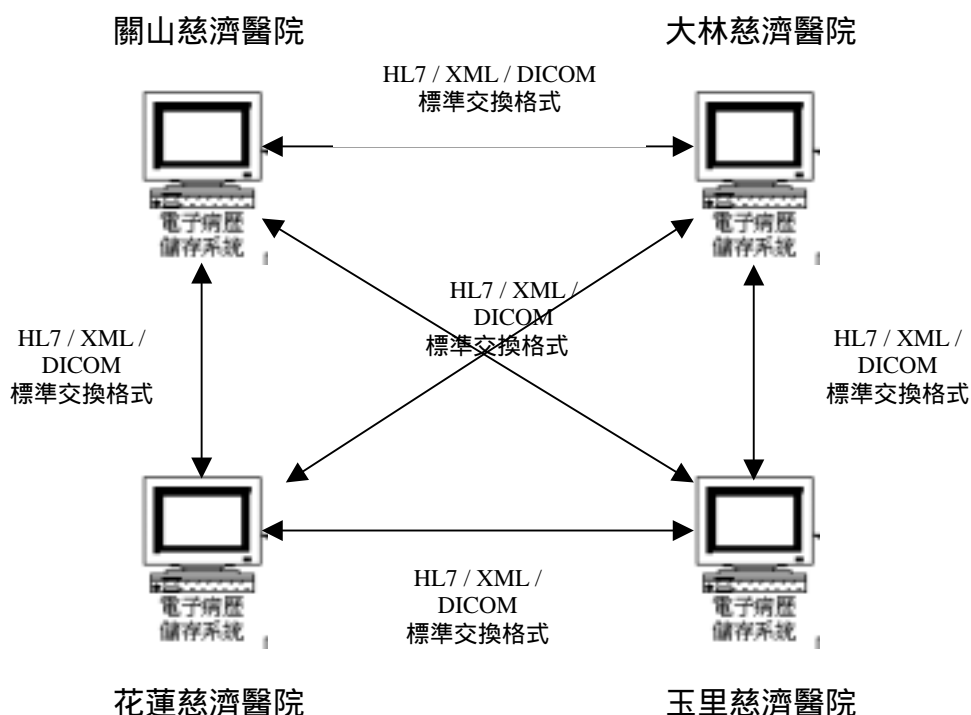 關山慈濟醫院
大林慈濟醫院
HL7 / XML / DICOM
標準交換格式
電子病歷
儲存系統
電子病歷
儲存系統
HL7 / XML /
DICOM
標準交換格式
HL7 / XML /
DICOM
標準交換格式
HL7 / XML /
DICOM
標準交換格式
電子病歷
儲存系統
HL7 / XML /
DICOM
標準交換格式
電子病歷
儲存系統
花蓮慈濟醫院
玉里慈濟醫院